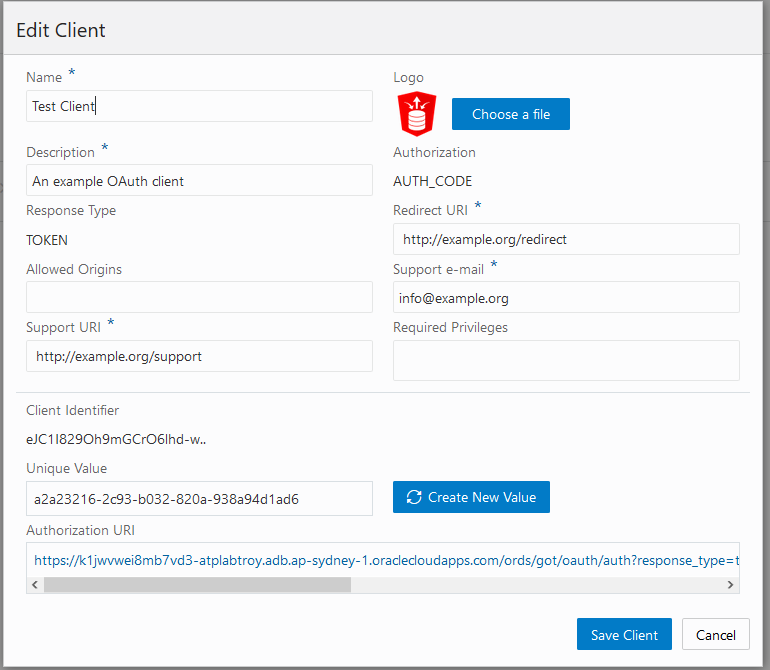 Edit Client
Name *
Logo
Test Client
Choose a file
Description *
Authorization
An example OAuth client
AUTH_CODE
Response Type
Redirect URI *
TOKEN
http://example.org/redirect
Allowed Origins
Support e-mail *
info@example.org
Support URI *
Required Privileges
http://example.org/support
Client Identifier
eJC1I829Oh9mGCrO6lhd-w..
Unique Value
a2a23216-2c93-b032-820a-938a94d1ad6
Create New Value
Authorization URI
https://k1jwvwei8mb7vd3-atplabtroy.adb.ap-sydney-1.oraclecloudapps.com/ords/got/oauth/auth?response_type=t
Save Client
Cancel